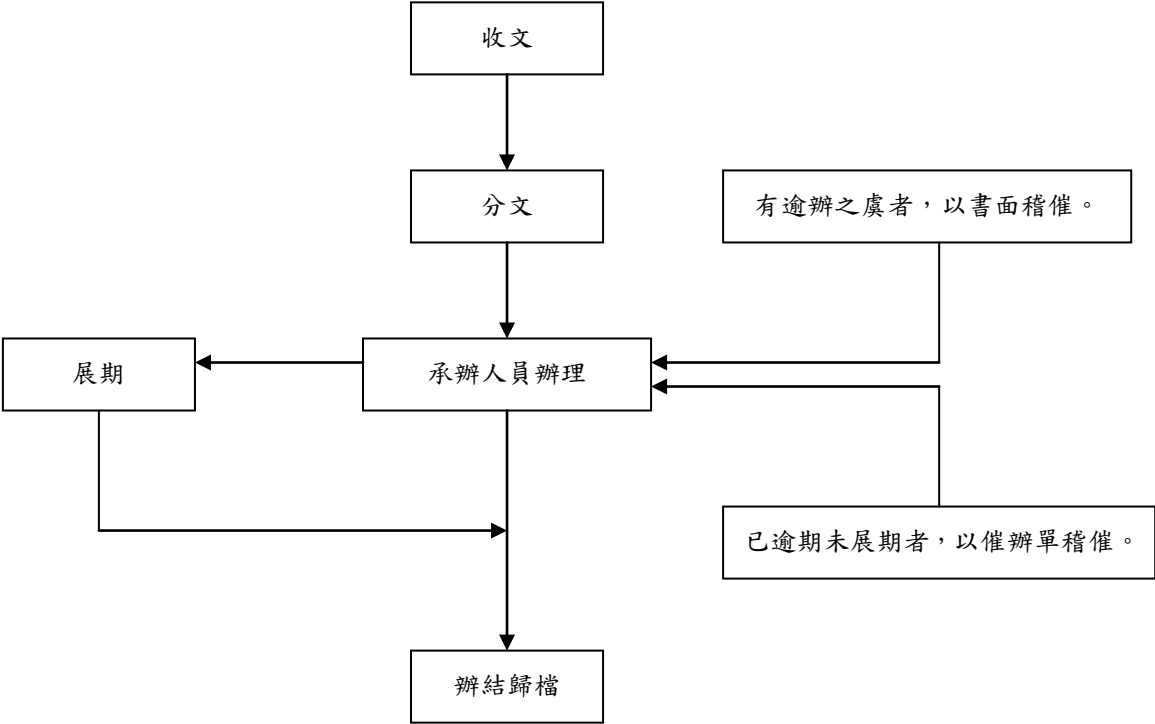 收文
分文
有逾辦之虞者，以書面稽催。
展期
承辦人員辦理
已逾期未展期者，以催辦單稽催。
辦結歸檔